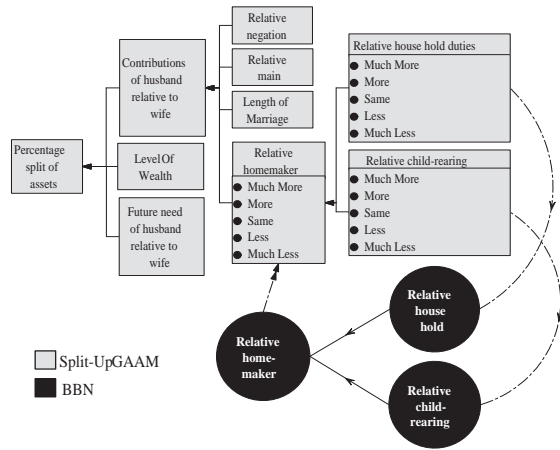 Percentage
split of
assets
Contributions
of husband
relative to
wife
Level Of
Wealth
Future need
of husband
relative to
wife
Relative
negation
Relative
main
Length of
Marriage
Relative
homemaker
Much More
More
Same
Less
Much Less
Relative house hold duties
Much More
More
Same
Less
Much Less
Relative child-rearing
Much More
More
Same
Less
Much Less
Relative
home-
maker
Relative
house
hold
Relative
child-
rearing
Split-UpGAAM
BBN